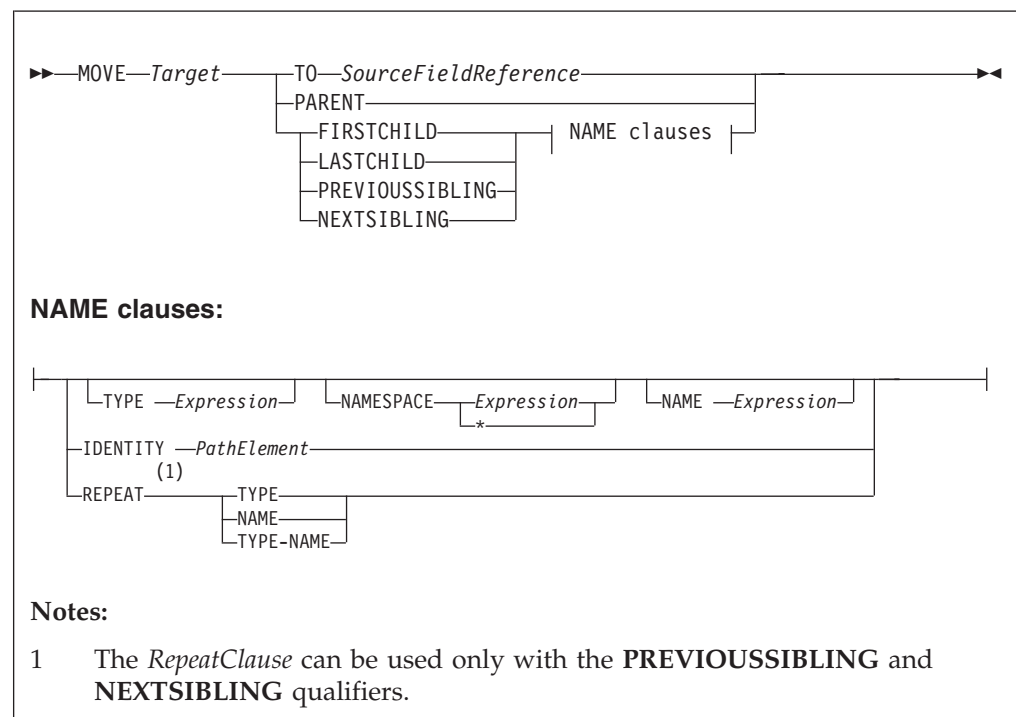 MOVE Target TO SourceFieldReference
PARENT
FIRSTCHILD NAME clauses
LASTCHILD
PREVIOUSSIBLING
NEXTSIBLING
NAME clauses:
TYPE Expression NAMESPACE Expression NAME Expression
*
IDENTITY PathElement
(1)
REPEAT TYPE
NAME
TYPE-NAME
Notes:
1 The RepeatClause can be used only with the PREVIOUSSIBLING and
NEXTSIBLING qualifiers.